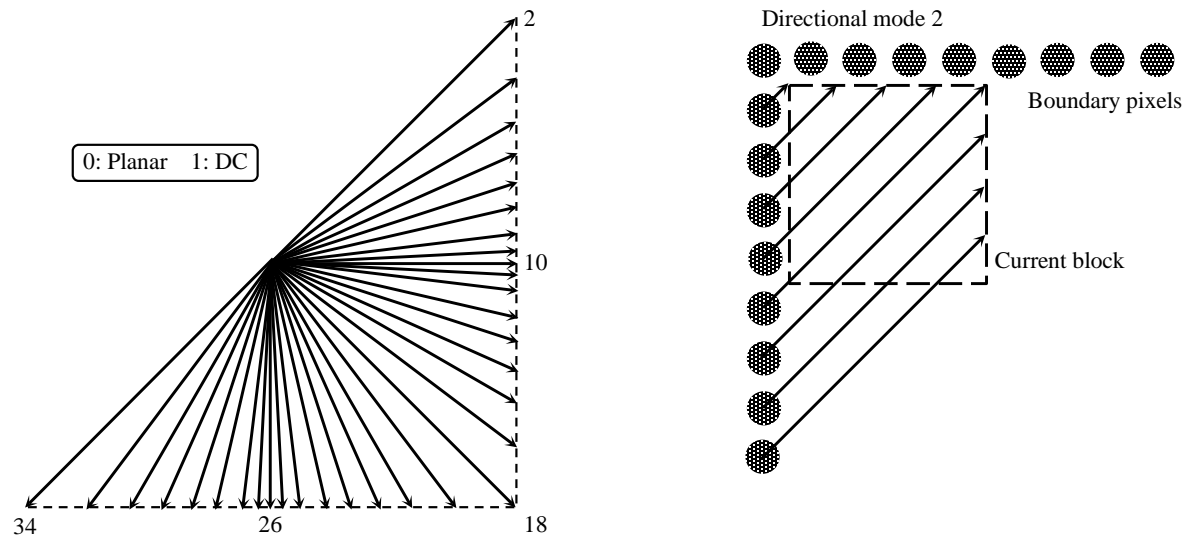 2
0: Planar 1: DC
10
34
26
18
Directional mode 2
Boundary pixels
Current block